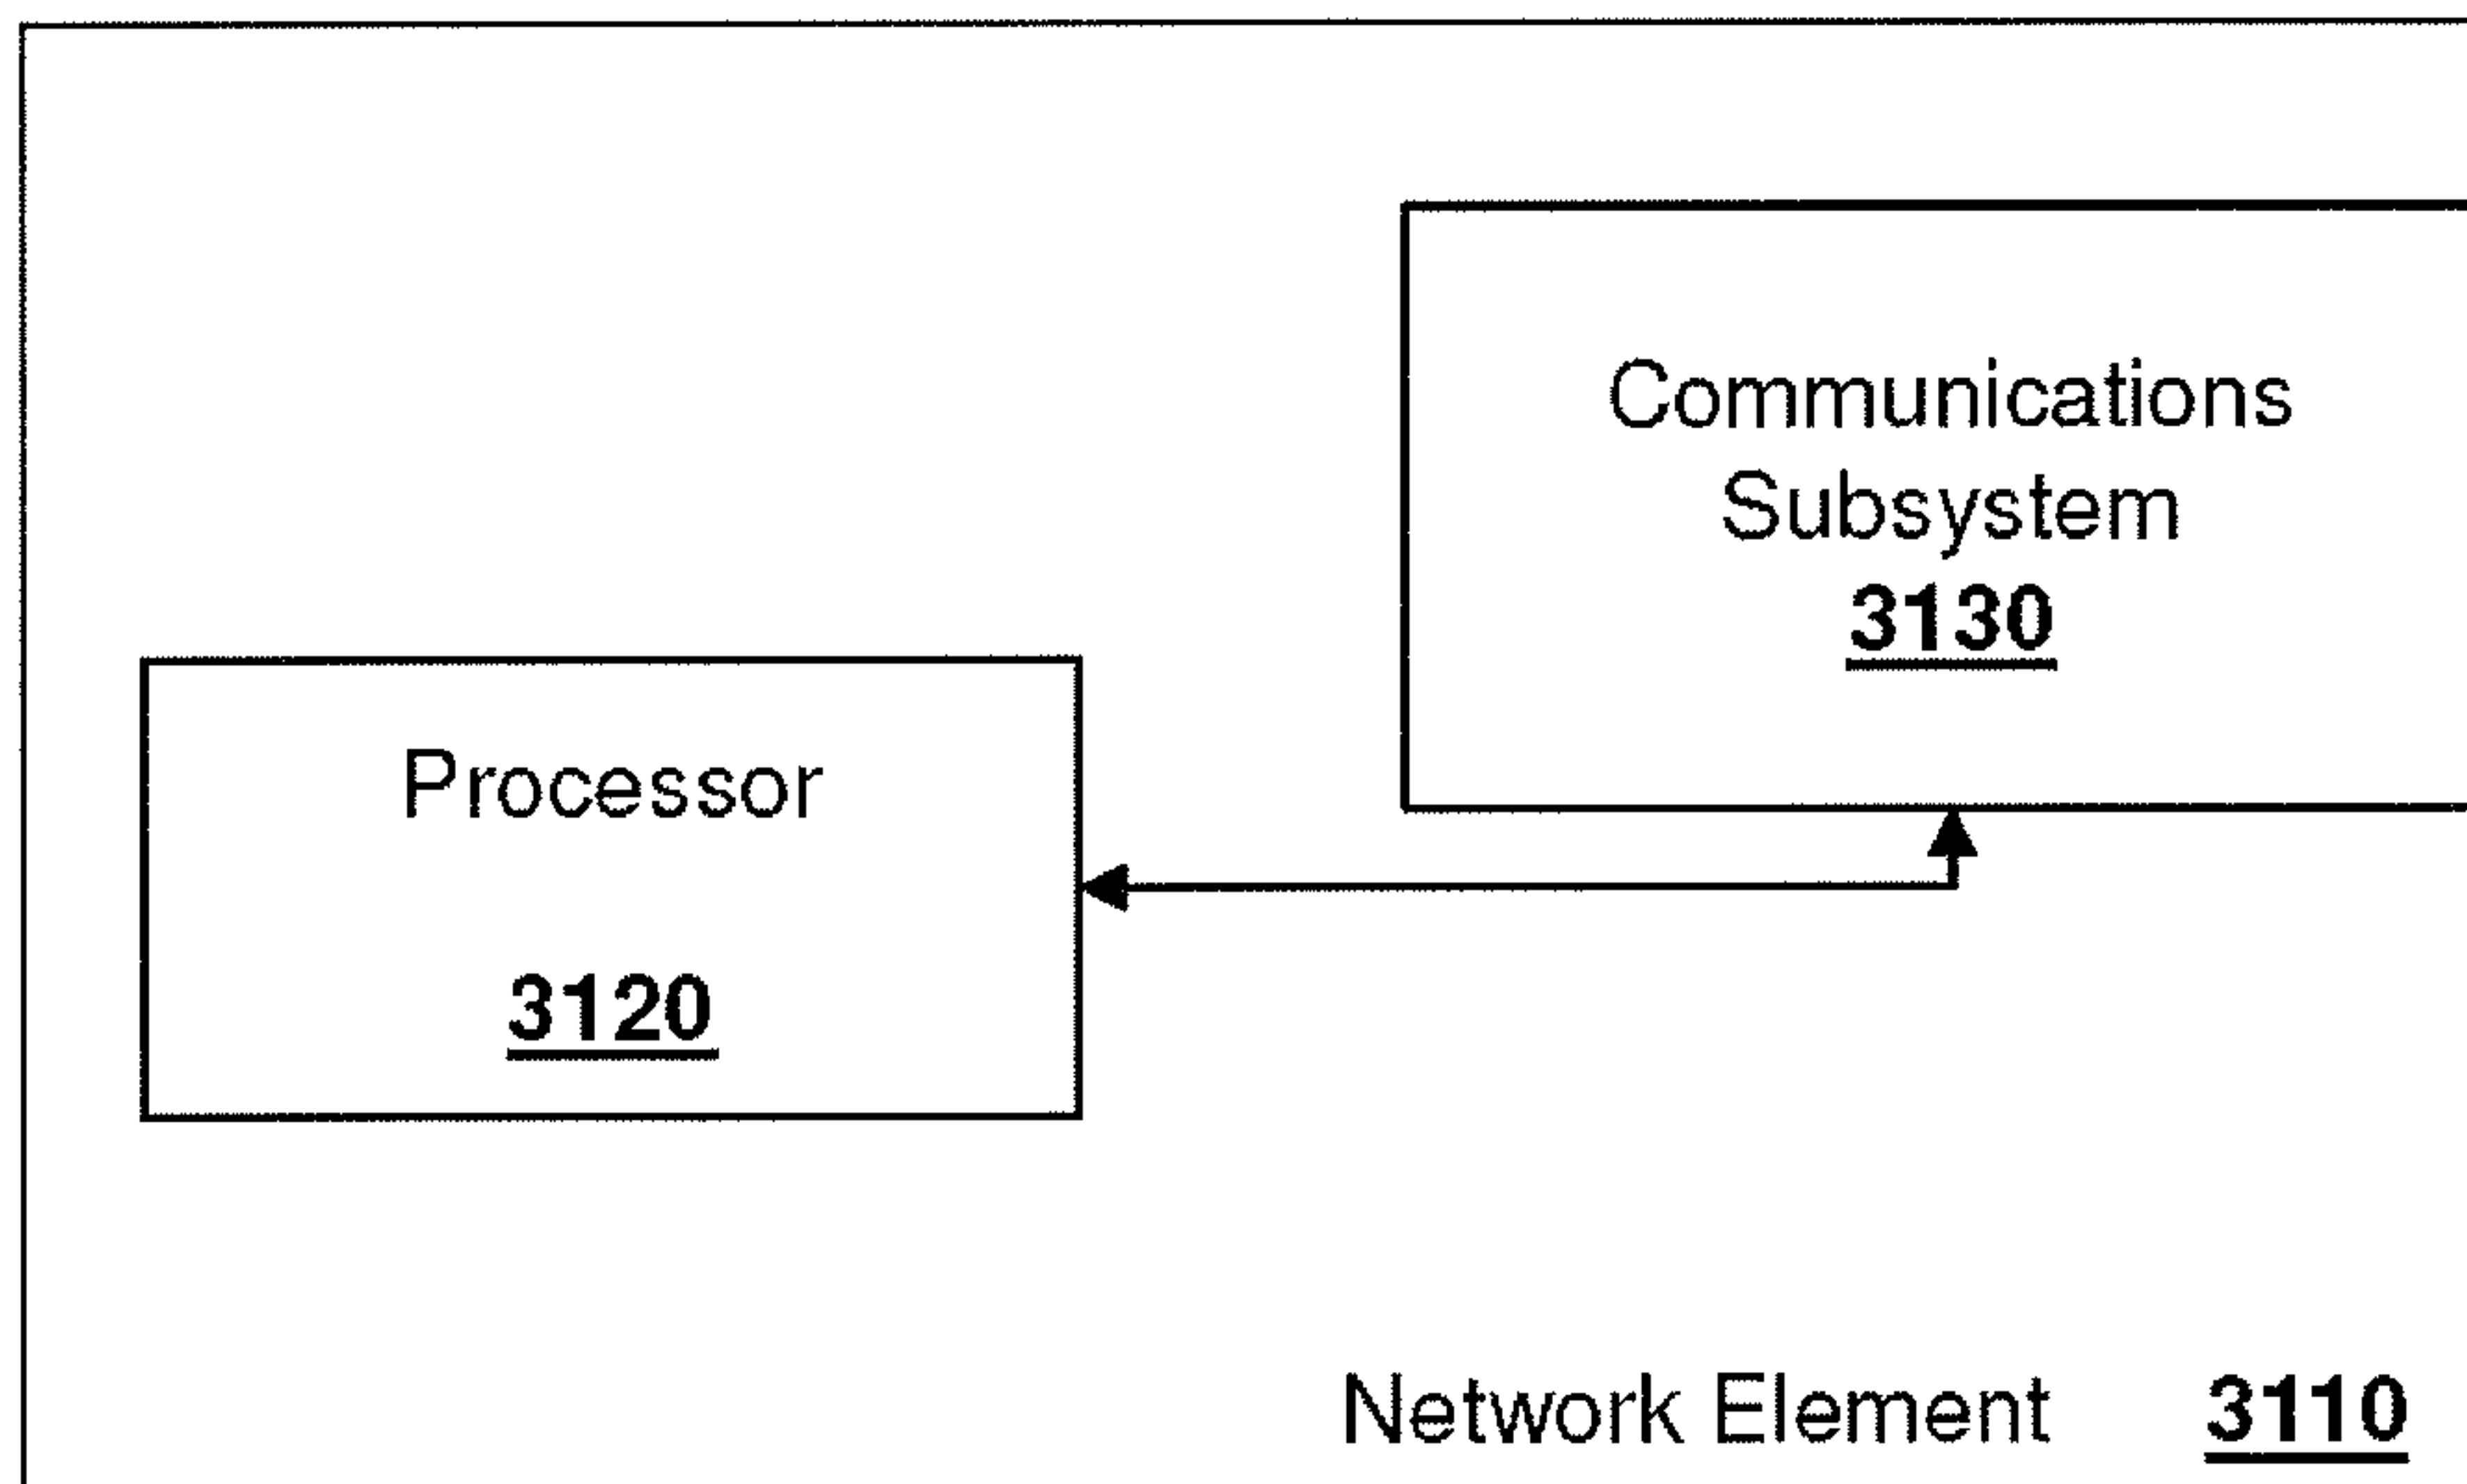 Communications
Subsystem
3130
Processor
3120
Network Element 3110